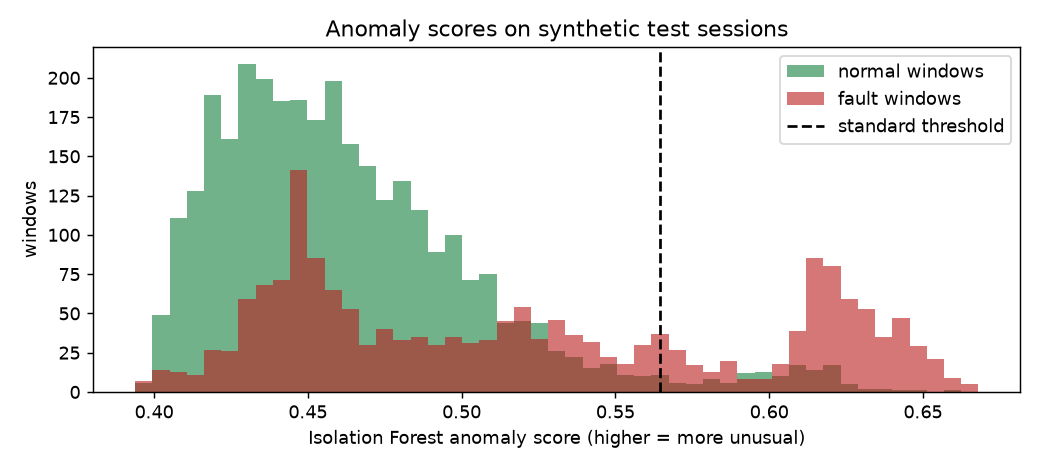 Anomaly scores on synthetic test sessions
normal windows
fault windows
standard threshold
windows
200
175
150
125
100
75
50
25
0
0.40
0.45
0.50
0.55
0.60
0.65
Isolation Forest anomaly score (higher = more unusual)